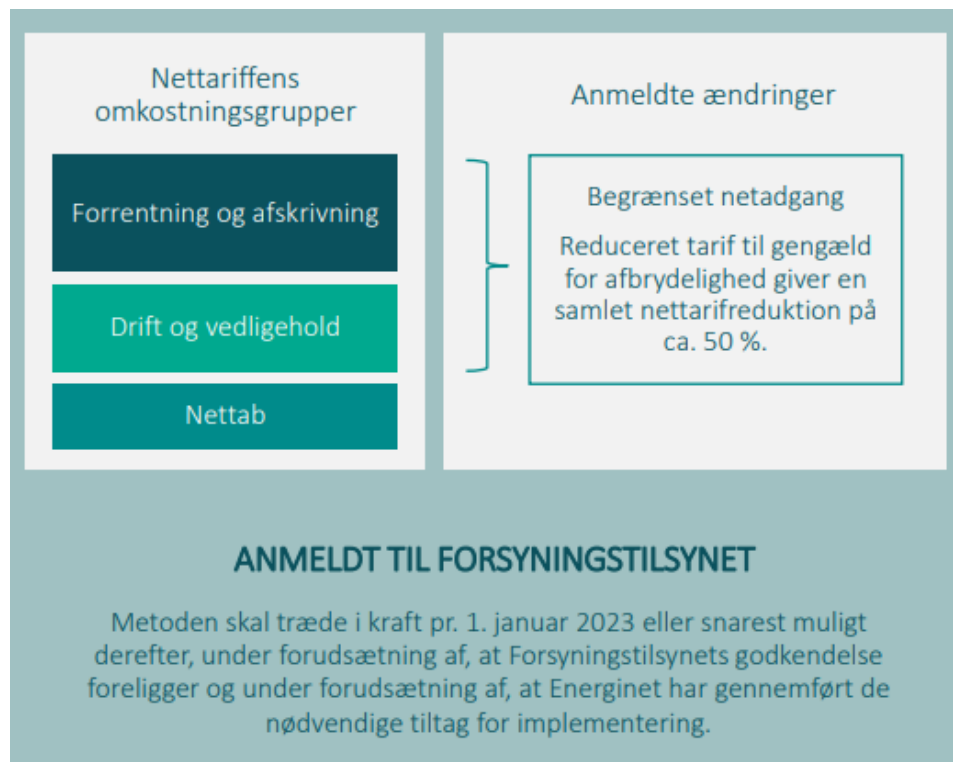 Nettariffens
omkostningsgrupper
Forrentning og afskrivning
Drift og vedligehold
Nettab
Anmeldte ændringer
Begrænset netadgang
Reduceret tarif til gengæld
for afbrydelighed giver en
samlet nettarifreduktion på
ca. 50 %.
ANMELDT TIL FORSYNINGSTILSYNET
Metoden skal træde i kraft pr. 1. januar 2023 eller snarest muligt
derefter, under forudsætning af, at Forsyningstilsynets godkendelse
foreligger og under forudsætning af, at Energinet har gennemført de
nødvendige tiltag for implementering.